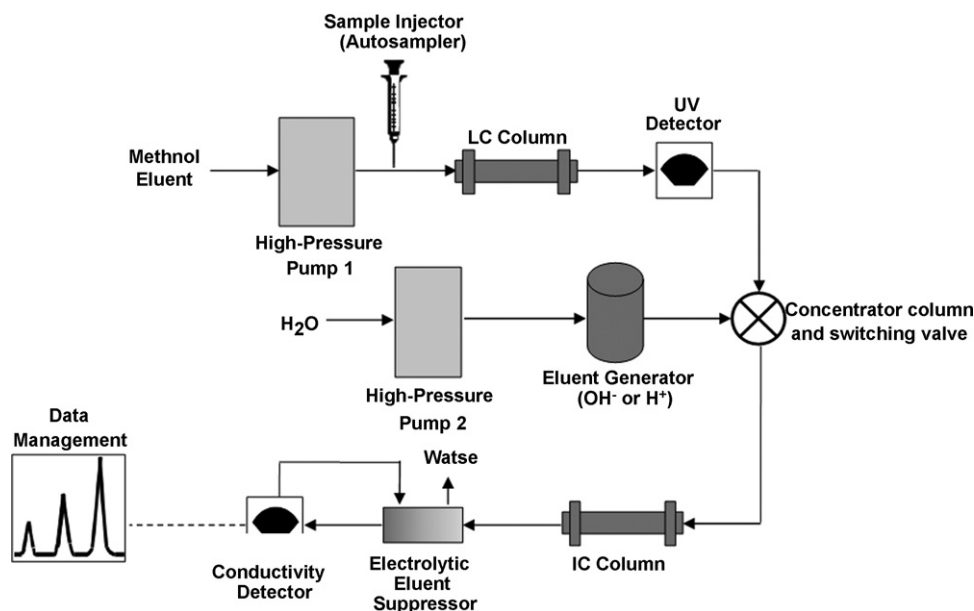 Sample Injector
(Autosampler)
UV
Detector
LC Column
Methnol
Eluent
High-Pressure
Pump 1
H₂O
Concentrator column
and switching valve
Eluent Generator
(OH⁻ or H⁺)
High-Pressure
Pump 2
Data
Management
Watse
IC Column
Conductivity
Detector
Electrolytic
Eluent
Suppressor